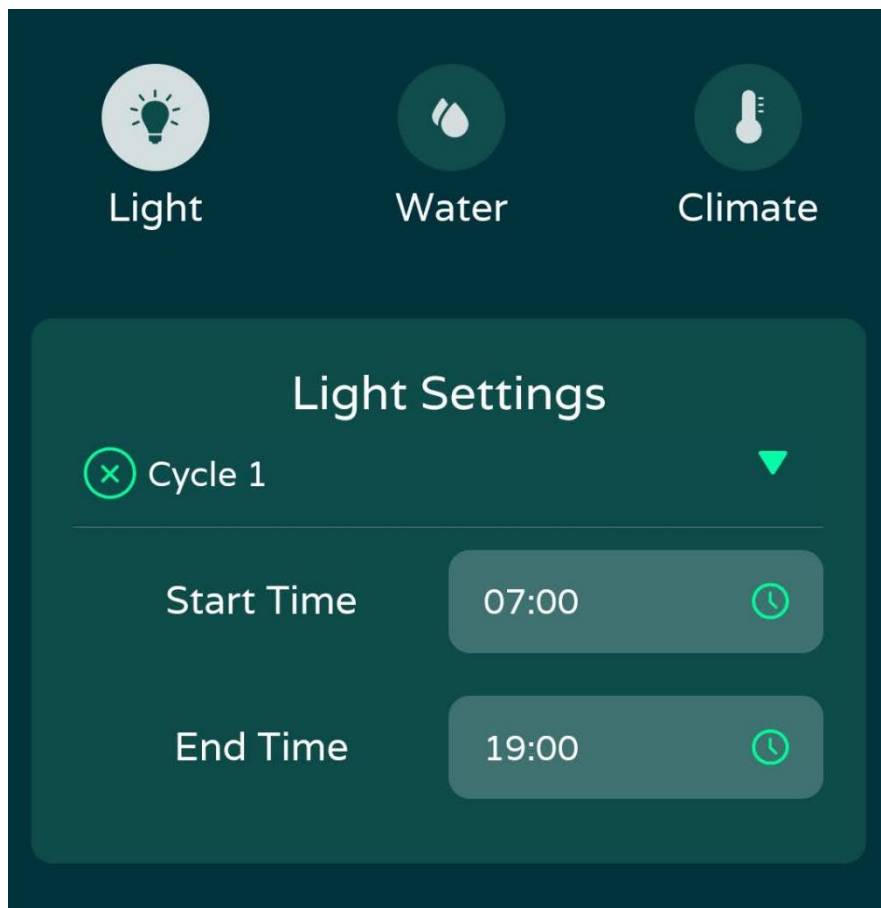 Light Water Climate
Light Settings
Cycle 1
Start Time 07:00
End Time 19:00